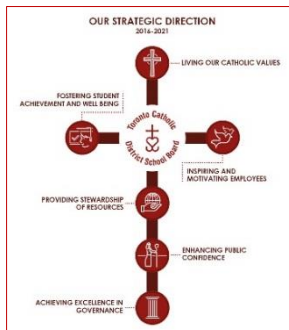 OUR STRATEGIC DIRECTION
2016-2021
LIVING OUR CATHOLIC VALUES
FOSTERING STUDENT
ACHIEVEMENT AND WELL BEING
Toronto Catholic
District School Board
INSPIRING AND
MOTIVATING EMPLOYEES
PROVIDING STEWARDSHIP
OF RESOURCES
ENHANCING PUBLIC
CONFIDENCE
ACHIEVING EXCELLENCE IN
GOVERNANCE